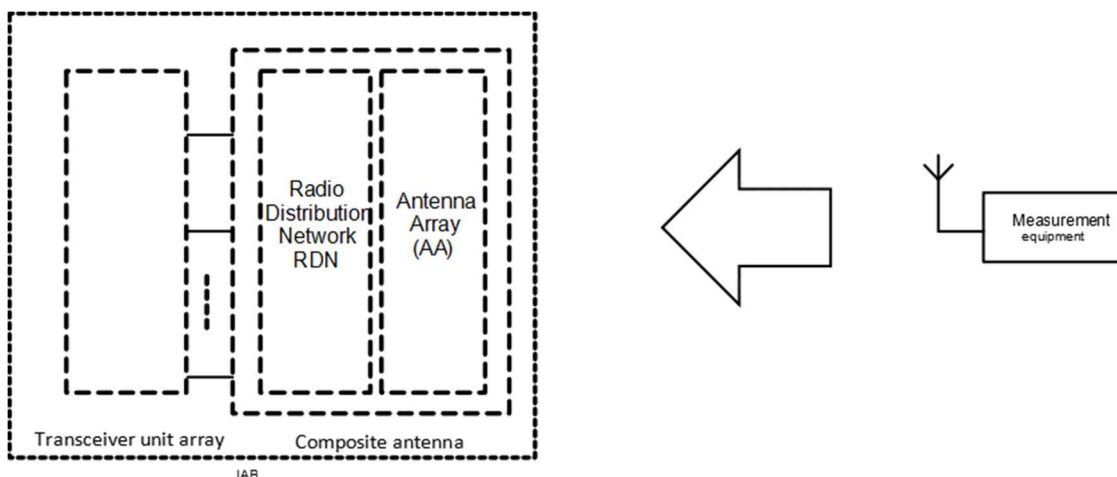 Radio
Distribution
Network
RDN
Antenna
Array
(AA)
Measurement
equipment
Transceiver unit array
Composite antenna
IAB